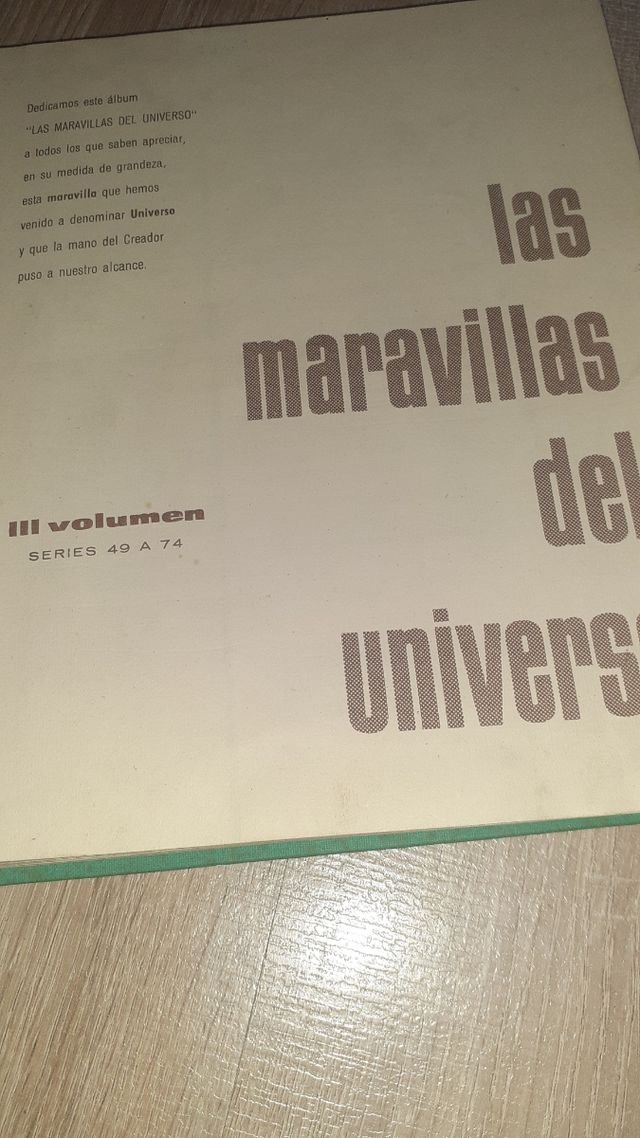 Dedicamos este álbum
"LAS MARAVILLAS DEL UNIVERSO"
a todos los que saben apreciar,
en su medida de grandeza,
esta maravilla que hemos
venido a denominar Universo
y que la mano del Creador
puso a nuestro alcance.
las
maravillas
del
universo
III volumen
SERIES 49 A 74